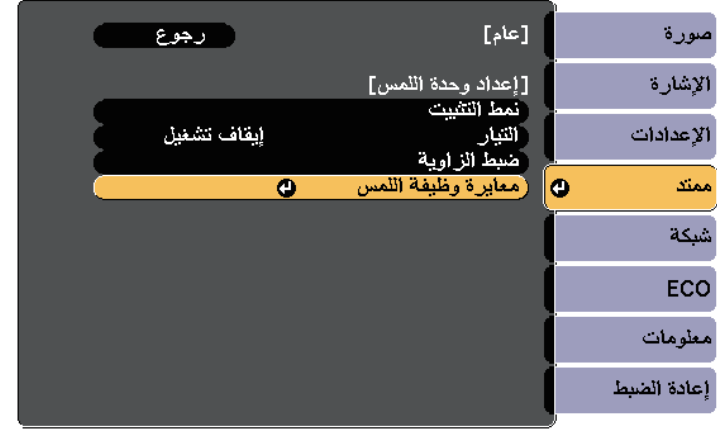 صورة
الإشارة
الإعدادات
ممتد
شبكة
ECO
معلومات
إعادة الضبط
[عام] رجوع
[إعداد وحدة اللمس]
نمط التثبيت
التيار إيقاف تشغيل
ضبط الزاوية
معايرة وظيفة اللمس